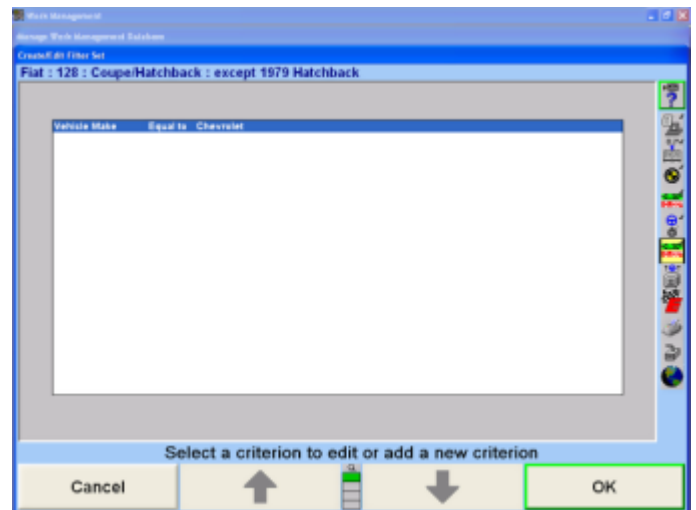 Work Management
Manage Work Management Database
Create/Edit Filter Set
Fiat : 128 : Coupe/Hatchback : except 1979 Hatchback
Vehicle Make Equal to Chevrolet
Select a criterion to edit or add a new criterion
Cancel
OK